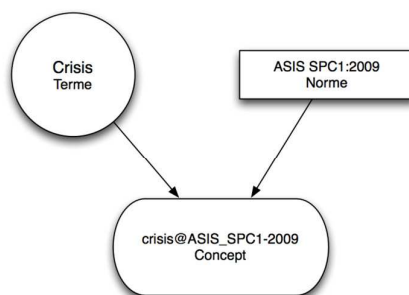 Crisis
Terme
ASIS SPC1:2009
Norme
crisis@ASIS_SPC1-2009
Concept